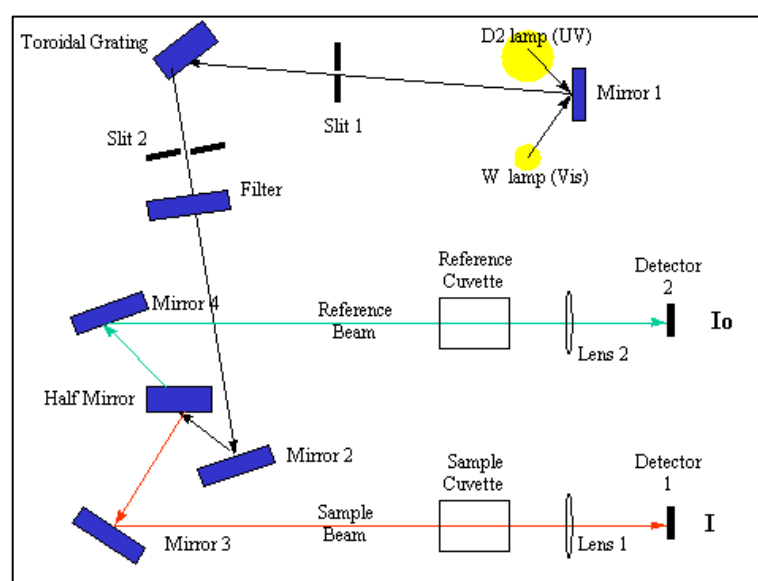 Toroidal Grating
D2 lamp (UV)
Mirror 1
Slit 1
Slit 2
W lamp (Vis)
Filter
Reference
Cuvette
Detector
2
Mirror 4
Reference
Beam
Io
Lens 2
Half Mirror
Mirror 2
Sample
Cuvette
Detector
1
Sample
Beam
I
Mirror 3
Lens 1